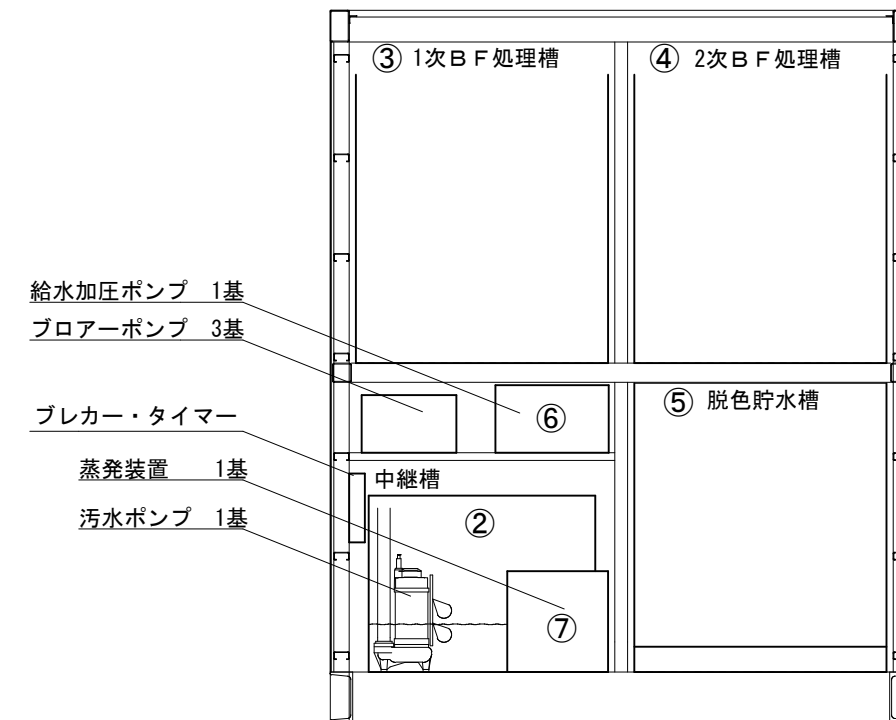 ③ 1次ＢＦ処理槽
④ 2次ＢＦ処理槽
給水加圧ポンプ　1基
ブロアーポンプ　3基
⑥
⑤ 脱色貯水槽
ブレカー・タイマー
中継槽
蒸発装置　　1基
汚水ポンプ　1基
②
⑦